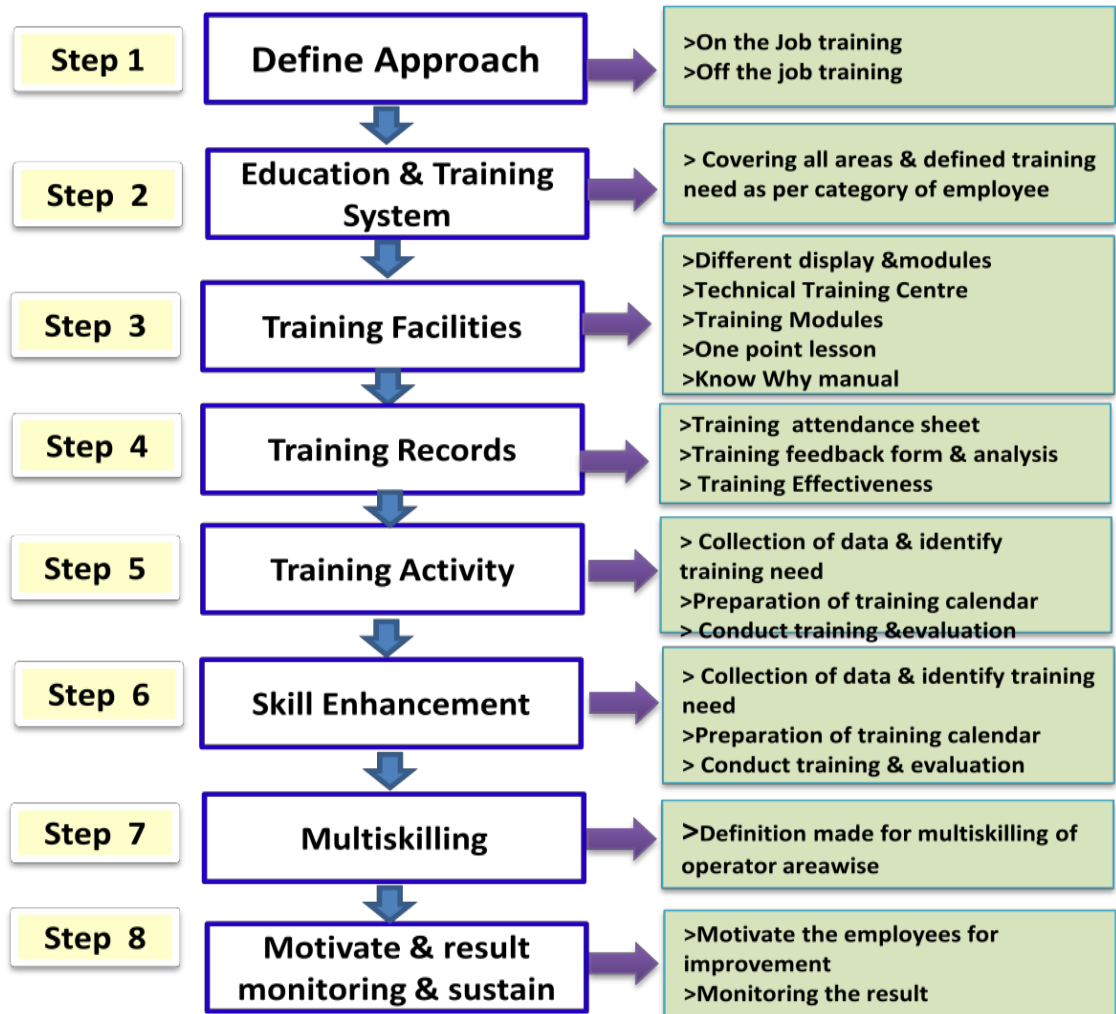 Step 1
Define Approach
>On the Job training
>Off the job training
Step 2
Education & Training
System
> Covering all areas & defined training
need as per category of employee
Step 3
Training Facilities
>Different display &modules
>Technical Training Centre
>Training Modules
>One point lesson
>Know Why manual
Step 4
Training Records
>Training attendance sheet
>Training feedback form & analysis
> Training Effectiveness
Step 5
Training Activity
> Collection of data & identify
training need
>Preparation of training calendar
> Conduct training &evaluation
Step 6
Skill Enhancement
> Collection of data & identify training
need
>Preparation of training calendar
> Conduct training & evaluation
Step 7
Multiskilling
>Definition made for multiskilling of
operator areawise
Step 8
Motivate & result
monitoring & sustain
>Motivate the employees for
improvement
>Monitoring the result